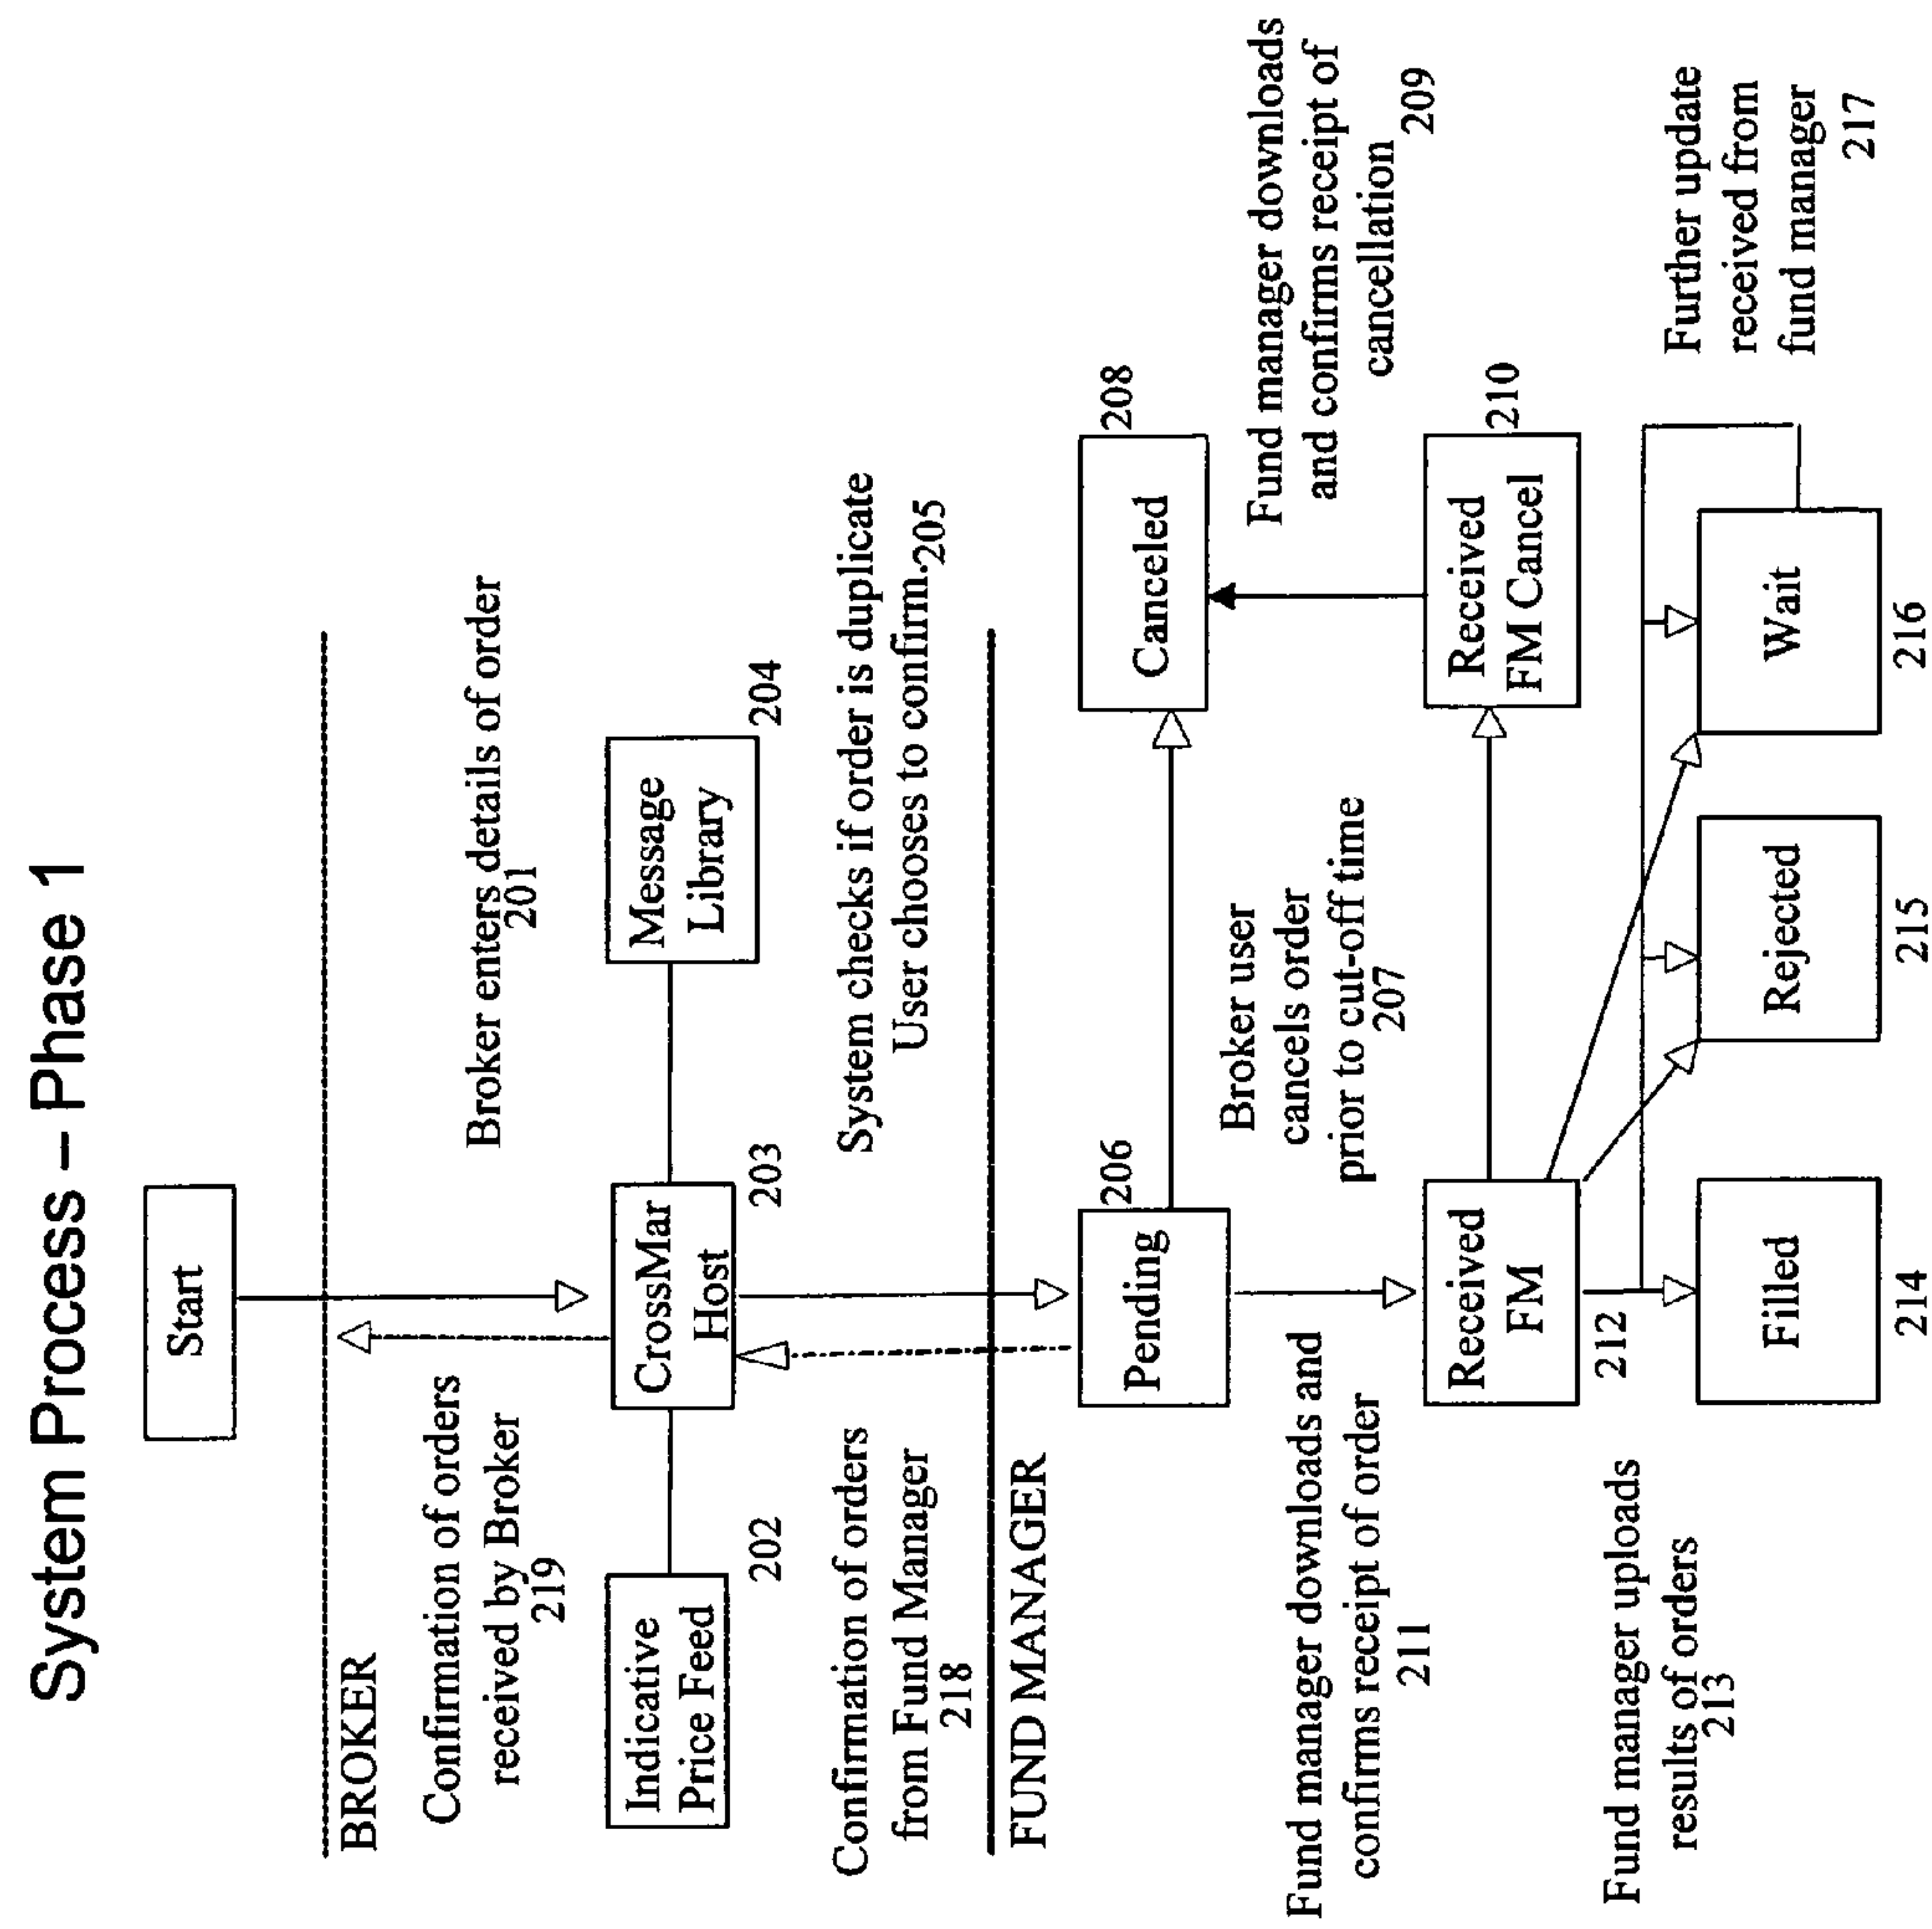 System Process – Phase 1
Start
BROKER
Confirmation of orders
received by Broker
219
Broker enters details of order
201
Indicative
Price Feed
202
CrossMar
Host
203
Message
Library
204
Confirmation of orders
from Fund Manager
218
System checks if order is duplicate
User chooses to confirm.
205
FUND MANAGER
Pending
206
Canceled
208
Fund manager downloads and
confirms receipt of order
211
Broker user
cancels order
prior to cut-off time
207
Fund manager downloads
and confirms receipt of
cancellation
209
Received
FM
212
Received
FM Cancel
210
Fund manager uploads
results of orders
213
Further update
received from
fund manager
217
Filled
214
Rejected
215
Wait
216